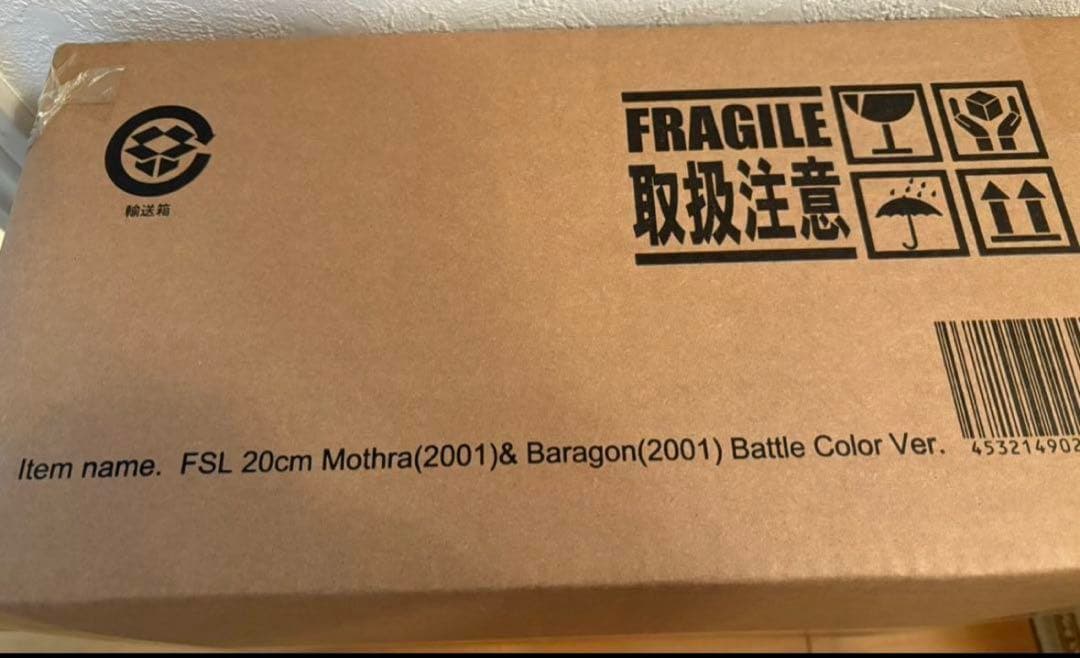 輸送箱
FRAGILE
取扱注意
Item name. FSL 20cm Mothra(2001)& Baragon(2001) Battle Color Ver.
453214902